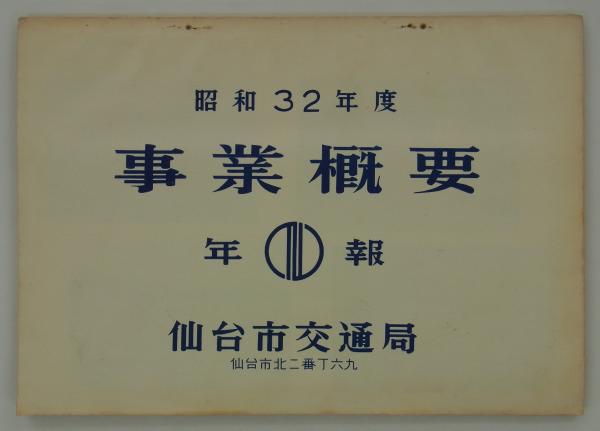 昭和32年度
事業概要
年報
仙台市交通局
仙台市北二番丁六九